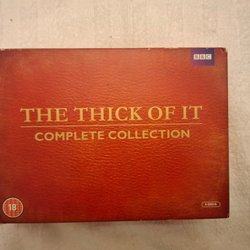 BBC
THE THICK OF IT
COMPLETE COLLECTION
18